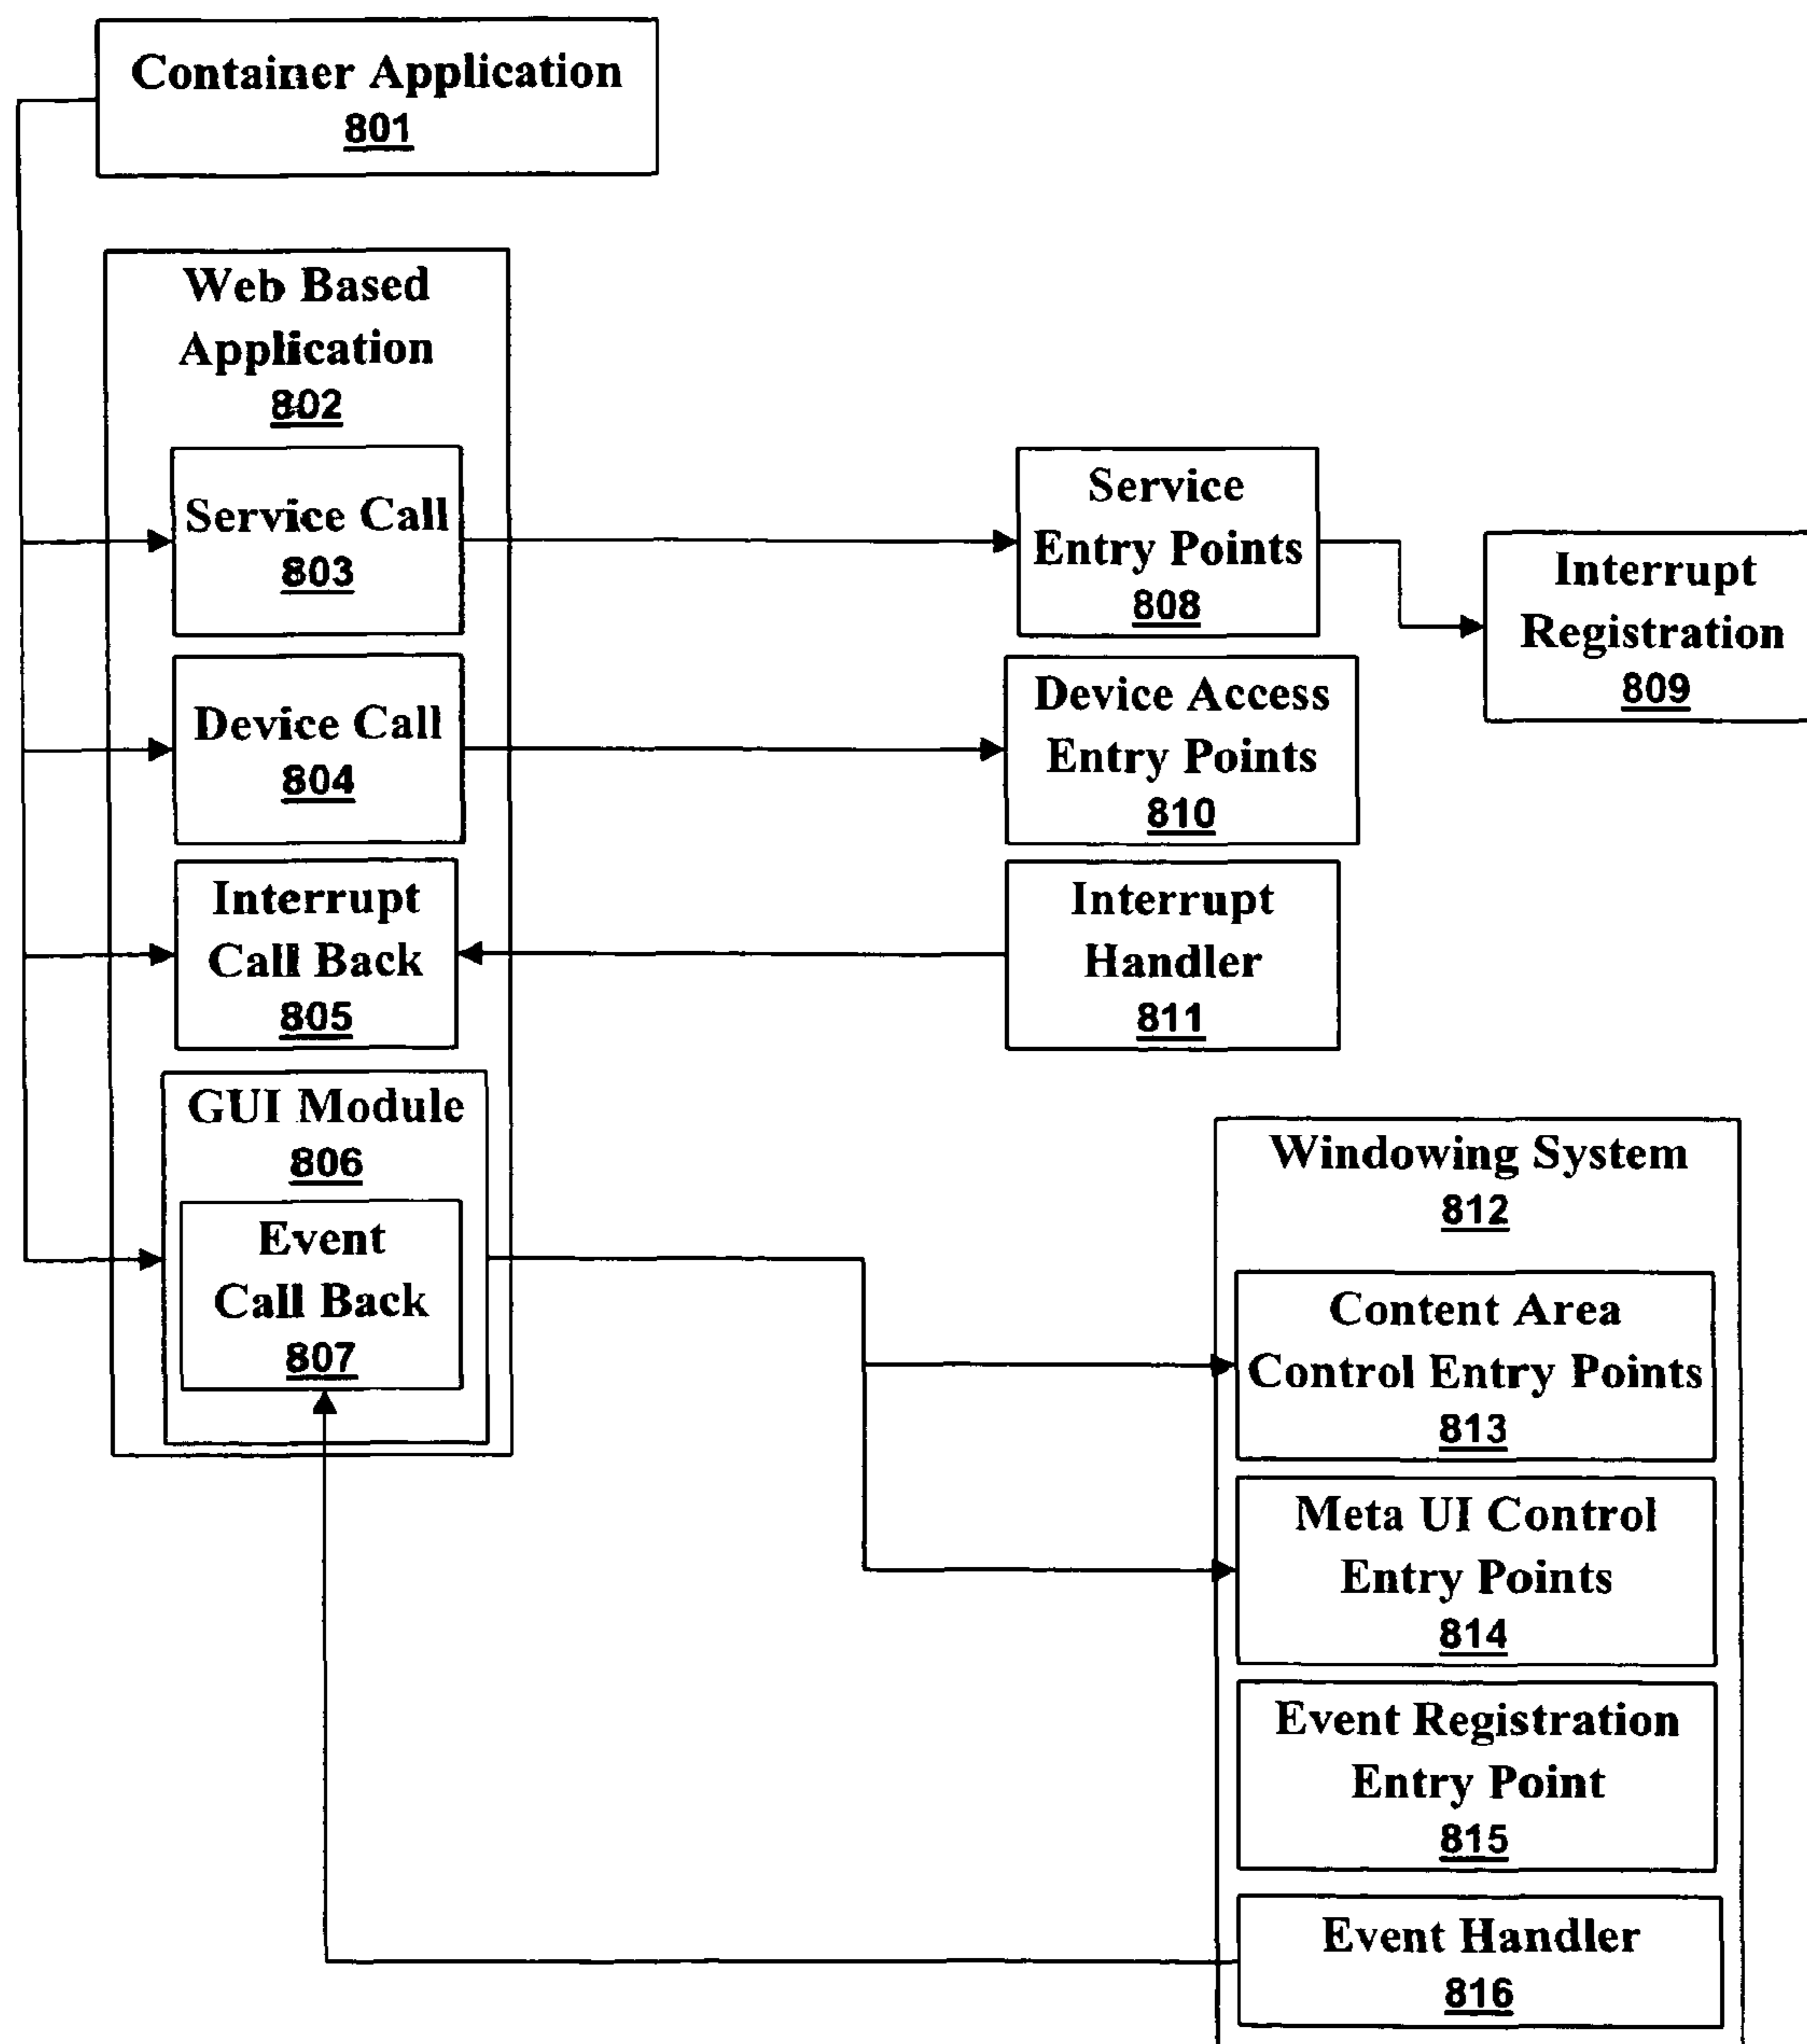 Container Application
801
Web Based
Application
802
Service Call
803
Device Call
804
Interrupt
Call Back
805
GUI Module
806
Event
Call Back
807
Service
Entry Points
808
Interrupt
Registration
809
Device Access
Entry Points
810
Interrupt
Handler
811
Windowing System
812
Content Area
Control Entry Points
813
Meta UI Control
Entry Points
814
Event Registration
Entry Point
815
Event Handler
816